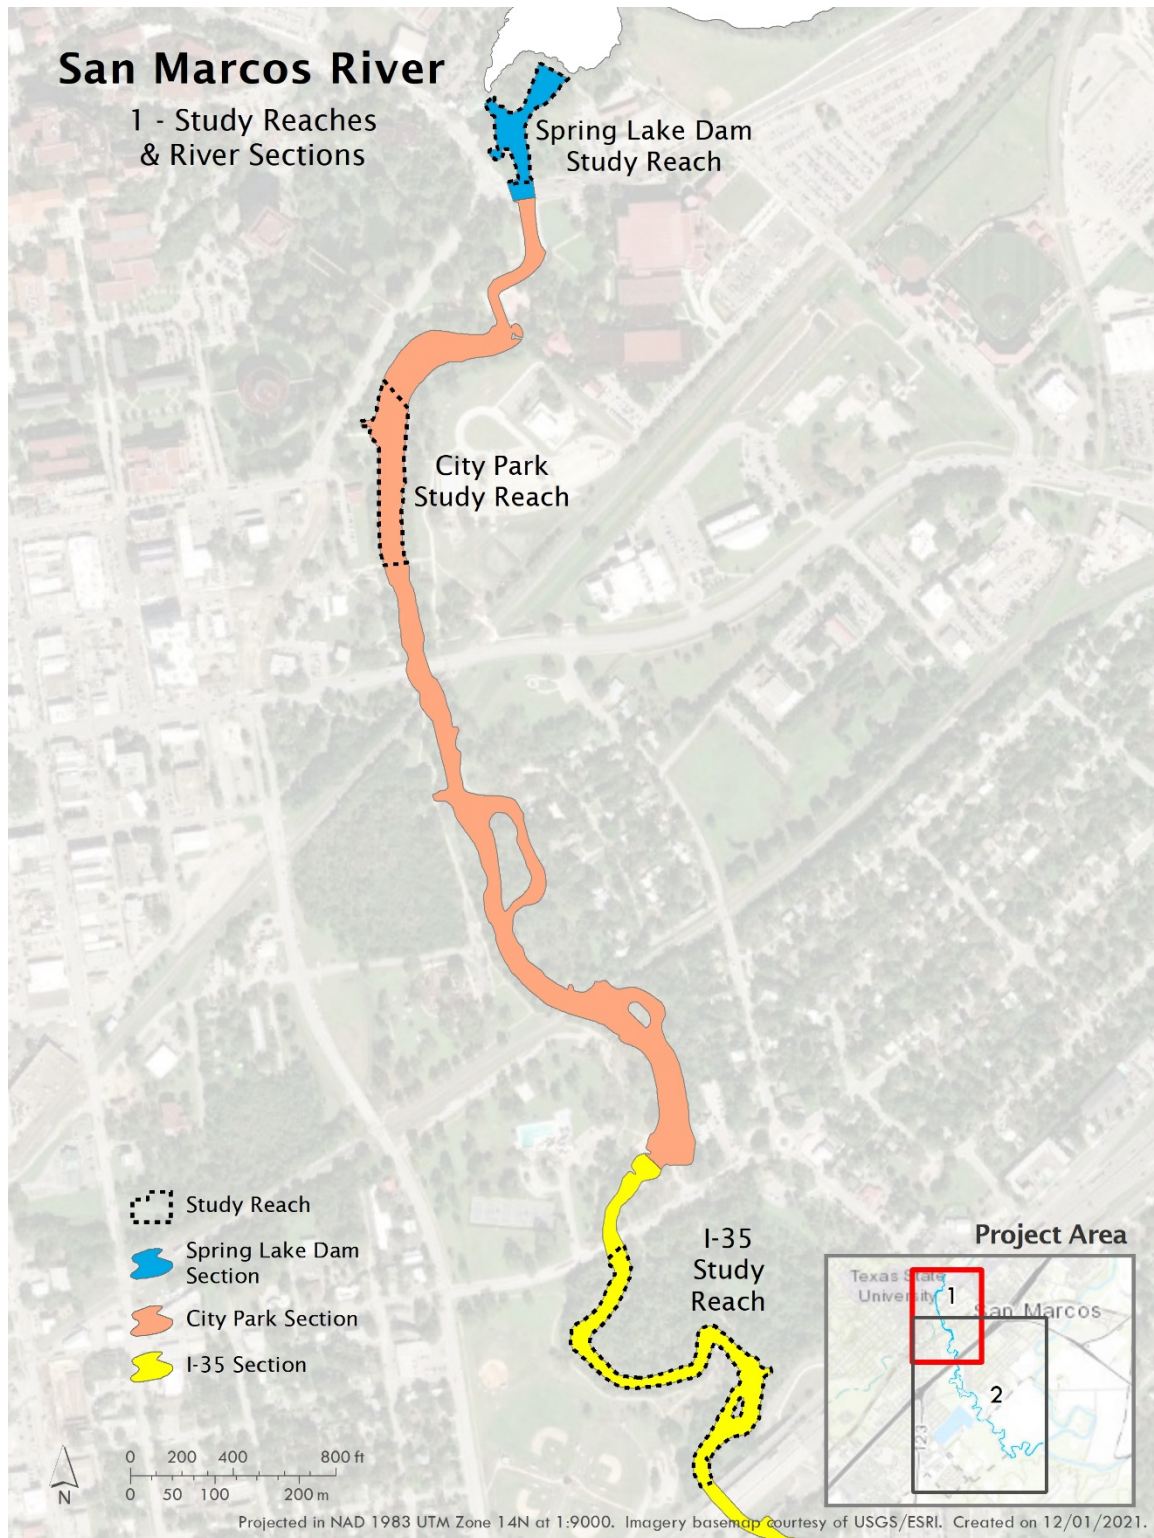 San Marcos River
1 - Study Reaches
& River Sections
Spring Lake Dam
Study Reach
City Park
Study Reach
I-35
Study
Reach
Study Reach
Spring Lake Dam
Section
City Park Section
I-35 Section
Project Area
Texas State
University
1
San Marcos
2
123
N
0 200 400 800 ft
0 50 100 200 m
Projected in NAD 1983 UTM Zone 14N at 1:9000. Imagery basemap courtesy of USGS/ESRI. Created on 12/01/2021.